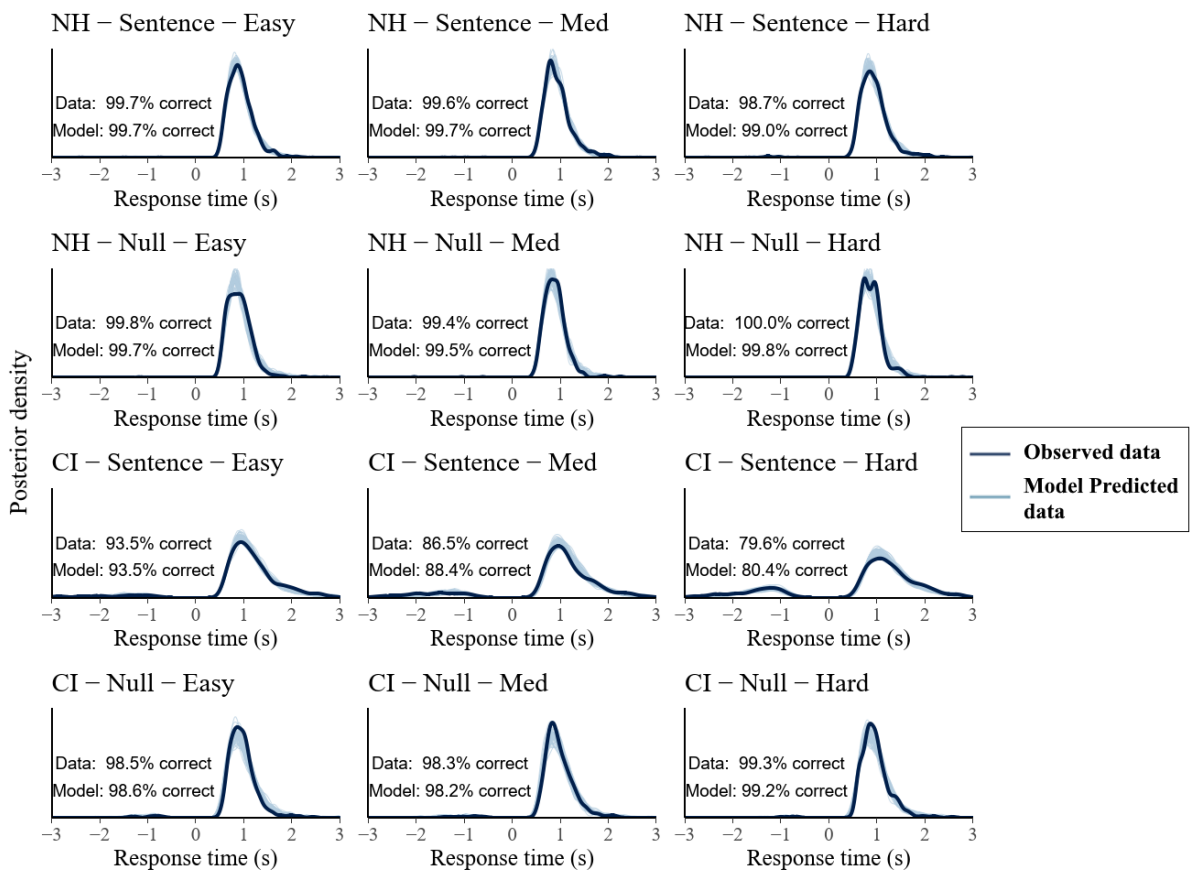 NH − Sentence − Easy
NH − Sentence − Med
NH − Sentence − Hard
Data: 99.7% correct
Model: 99.7% correct
Data: 99.6% correct
Model: 99.7% correct
Data: 98.7% correct
Model: 99.0% correct
−3 −2 −1 0 1 2 3
−3 −2 −1 0 1 2 3
−3 −2 −1 0 1 2 3
Response time (s)
Response time (s)
Response time (s)
NH − Null − Easy
NH − Null − Med
NH − Null − Hard
Data: 99.8% correct
Model: 99.7% correct
Data: 99.4% correct
Model: 99.5% correct
Data: 100.0% correct
Model: 99.8% correct
−3 −2 −1 0 1 2 3
−3 −2 −1 0 1 2 3
−3 −2 −1 0 1 2 3
Response time (s)
Response time (s)
Response time (s)
Posterior density
CI − Sentence − Easy
CI − Sentence − Med
CI − Sentence − Hard
Data: 93.5% correct
Model: 93.5% correct
Data: 86.5% correct
Model: 88.4% correct
Data: 79.6% correct
Model: 80.4% correct
−3 −2 −1 0 1 2 3
−3 −2 −1 0 1 2 3
−3 −2 −1 0 1 2 3
Response time (s)
Response time (s)
Response time (s)
Observed data
Model Predicted
data
CI − Null − Easy
CI − Null − Med
CI − Null − Hard
Data: 98.5% correct
Model: 98.6% correct
Data: 98.3% correct
Model: 98.2% correct
Data: 99.3% correct
Model: 99.2% correct
−3 −2 −1 0 1 2 3
−3 −2 −1 0 1 2 3
−3 −2 −1 0 1 2 3
Response time (s)
Response time (s)
Response time (s)